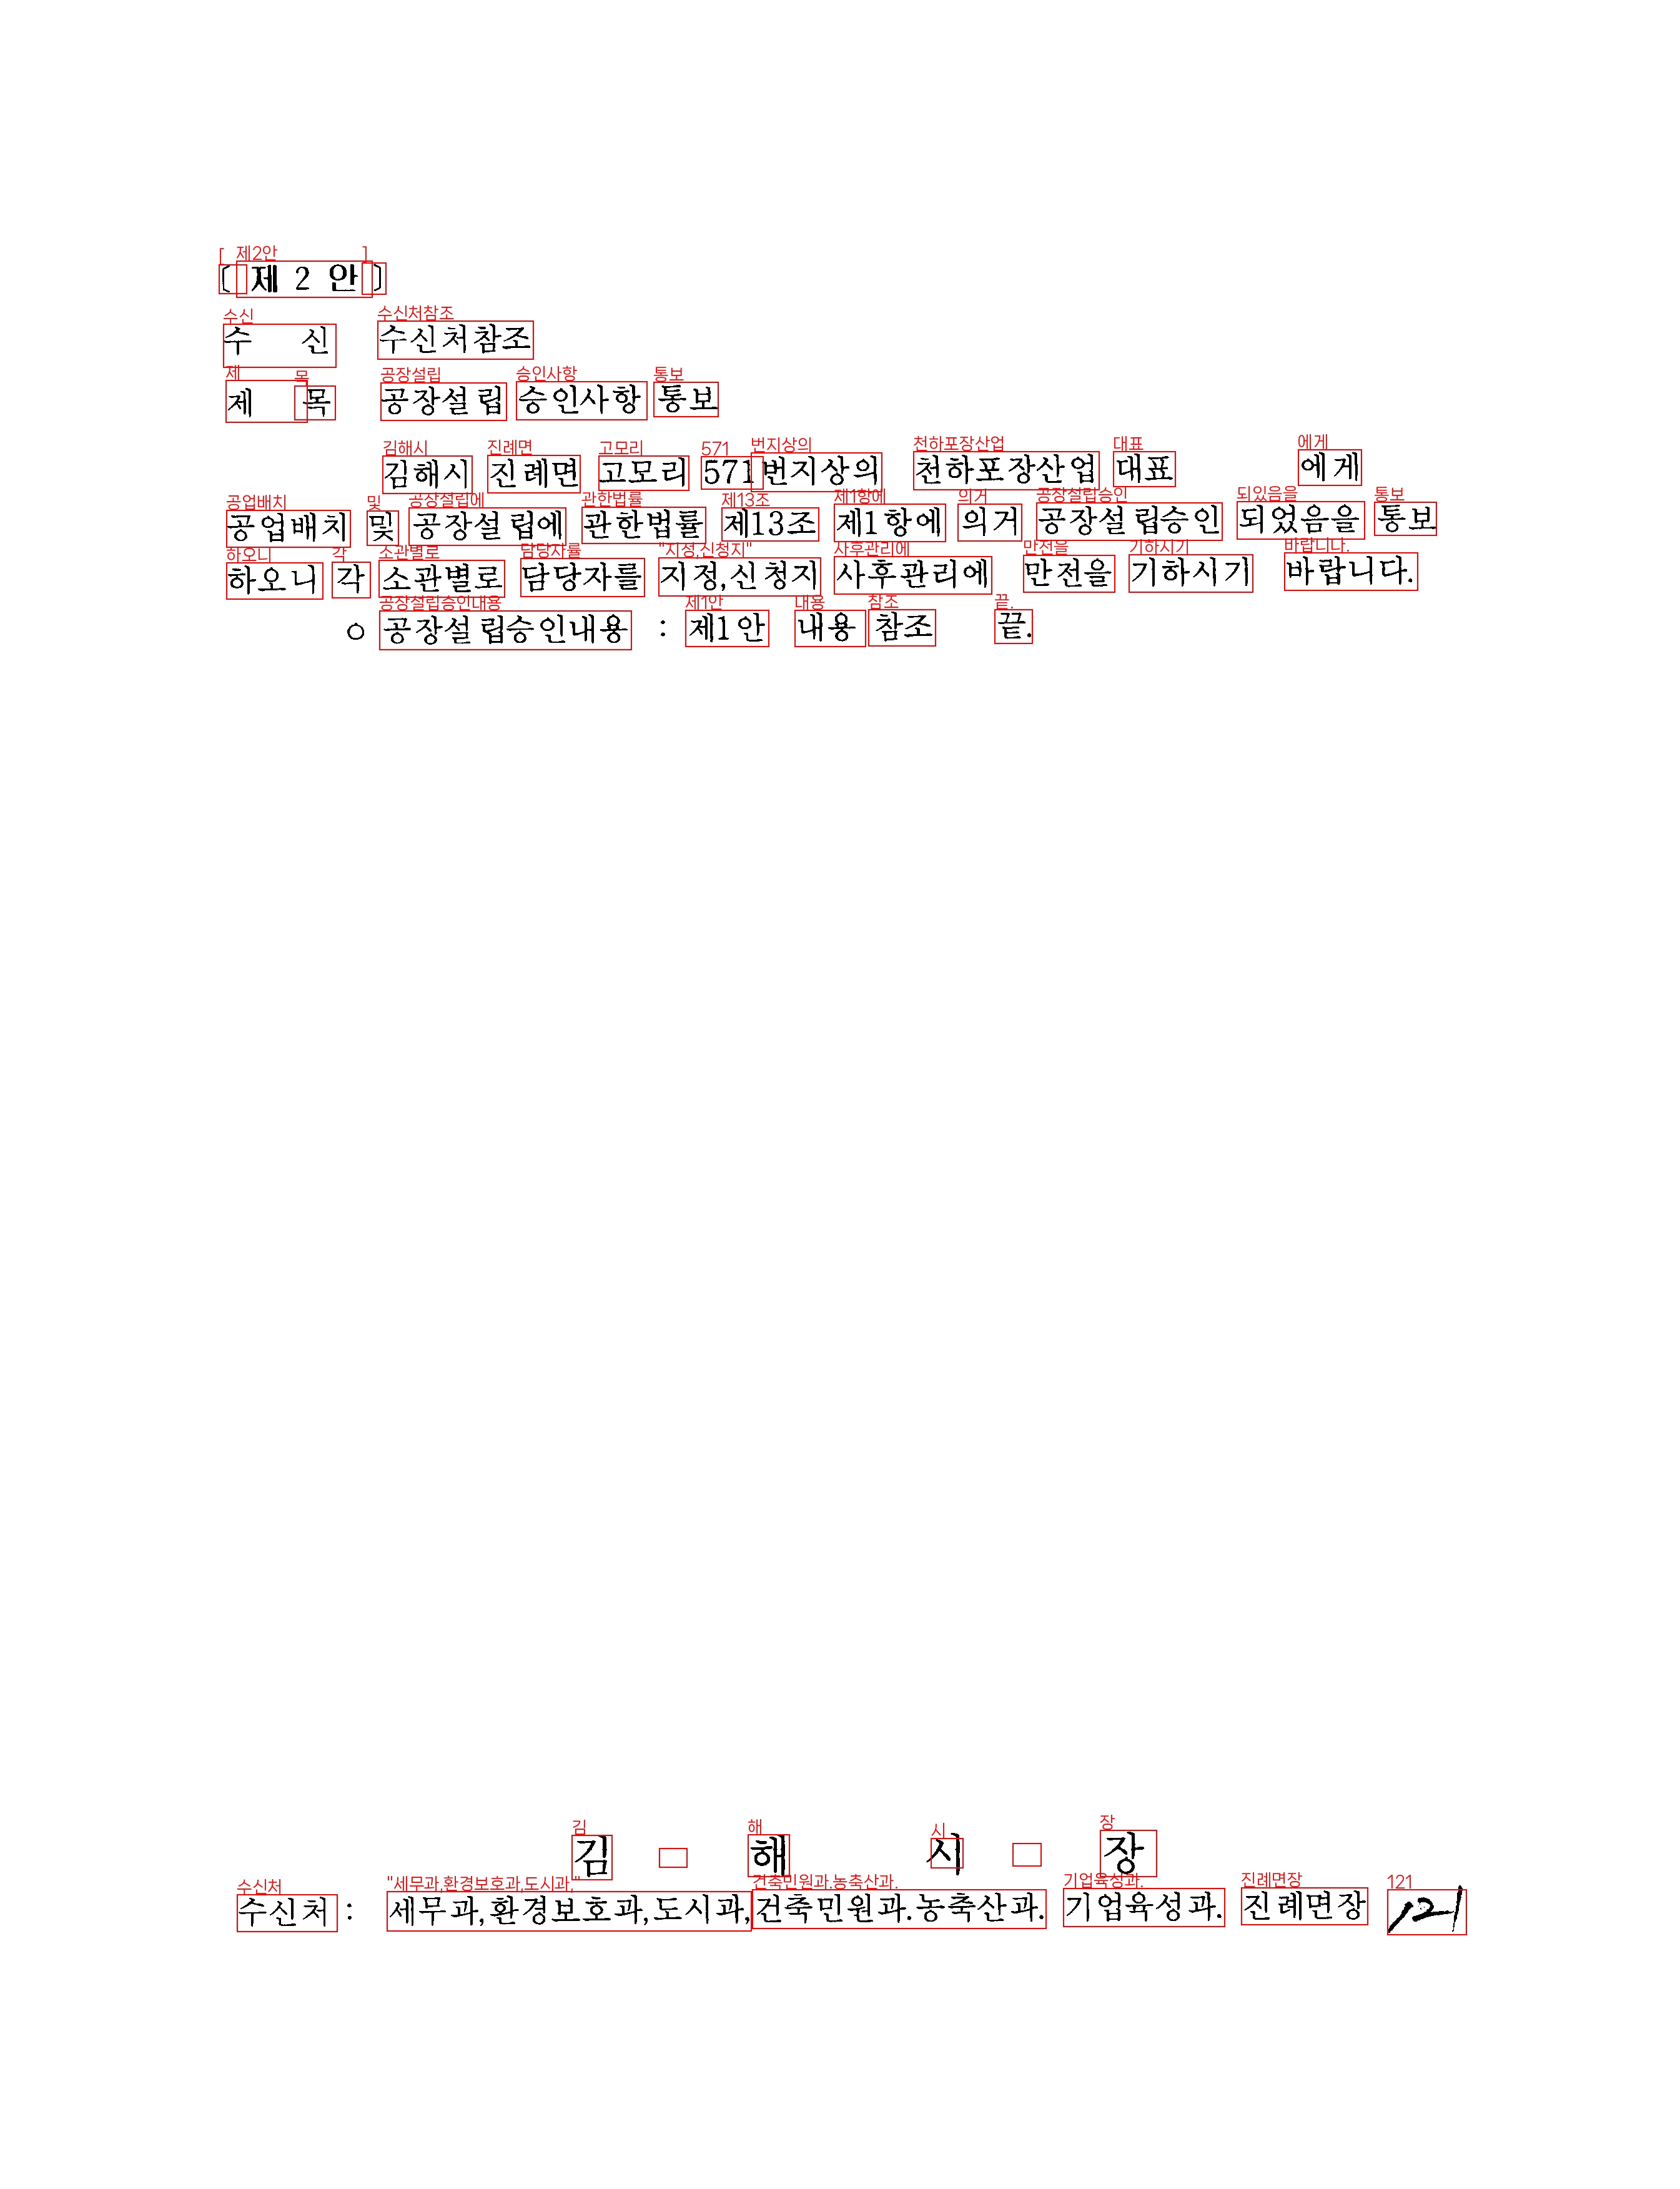 〔 제 2 안 〕
수 신 수신처참조
제 목 공장설립 승인사항 통보
김해시 진례면 고모리 571번지상의 천하포장산업 대표 에게
공업배치 및 공장설립에 관한법률 제13조 제1항에 의거 공장설립승인 되었음을 통보
하오니 각 소관별로 담당자를 지정,신청지 사후관리에 만전을 기하시기 바랍니다.
○ 공장설립승인내용 : 제1안 내용 참조 끝.
김 해 시 장
수신처 : 세무과,환경보호과,도시과,건축민원과.농축산과. 기업육성과. 진례면장 121